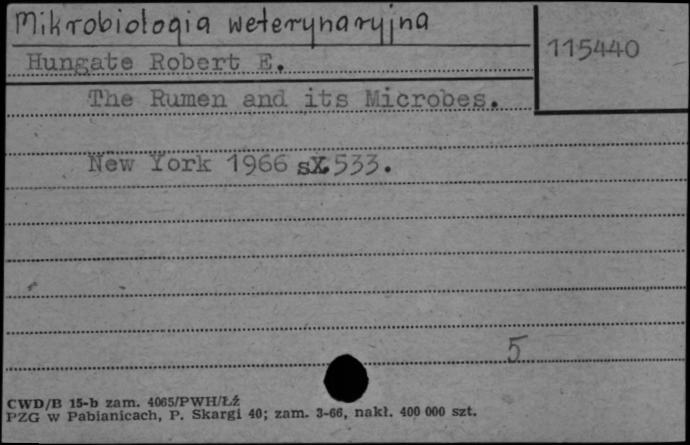 Mikrobiologia weterynaryjna
Hungate Robert E.
115440
The Rumen and its Microbes.
New York 1966 sX.533.
5
CWD/B 15-b zam. 4065/PWH/Łź
PZG w Pabianicach, P. Skargi 40; zam. 3-66, nakł. 400 000 szt.